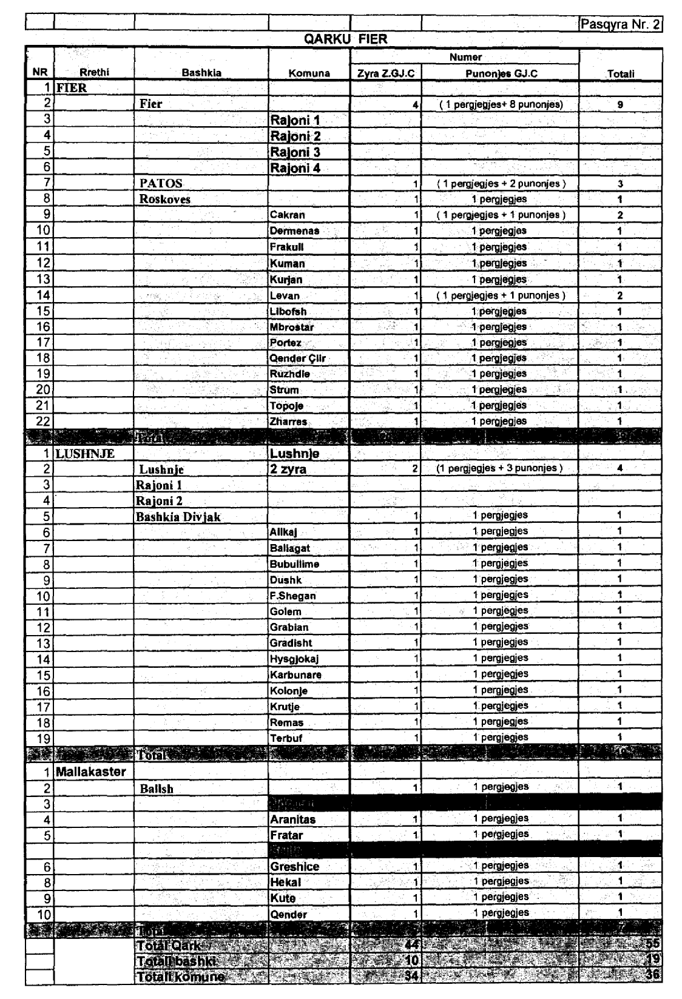 Pasqyra Nr. 2
QARKU FIER
Numer
NR Rrethi Bashkia Komuna Zyra Z.GJ.C Punonjes GJ.C Totali
1 FIER
2 Fier 4 ( 1 pergjegjes+ 8 punonjes) 9
3 Rajoni 1
4 Rajoni 2
5 Rajoni 3
6 Rajoni 4
7 PATOS 1 ( 1 pergjegjes + 2 punonjes ) 3
8 Roskoves 1 1 pergjegjes 1
9 Cakran 1 ( 1 pergjegjes + 1 punonjes ) 2
10 Dermenas 1 1 pergjegjes 1
11 Frakull 1 1 pergjegjes 1
12 Kuman 1 1 pergjegjes 1
13 Kurjan 1 1 pergjegjes 1
14 Levan 1 ( 1 pergjegjes + 1 punonjes ) 2
15 Libofsh 1 1 pergjegjes 1
16 Mbrostar 1 1 pergjegjes 1
17 Portez 1 1 pergjegjes 1
18 Qender Çlir 1 1 pergjegjes 1
19 Ruzhdie 1 1 pergjegjes 1
20 Strum 1 1 pergjegjes 1
21 Topoje 1 1 pergjegjes 1
22 Zharres 1 1 pergjegjes 1
Total
1 LUSHNJE Lushnje
2 Lushnje 2 zyra 2 (1 pergjegjes + 3 punonjes ) 4
3 Rajoni 1
4 Rajoni 2
5 Bashkia Divjak 1 1 pergjegjes 1
6 Allkaj 1 1 pergjegjes 1
7 Ballagat 1 1 pergjegjes 1
8 Bubullime 1 1 pergjegjes 1
9 Dushk 1 1 pergjegjes 1
10 F.Shegan 1 1 pergjegjes 1
11 Golem 1 1 pergjegjes 1
12 Grabian 1 1 pergjegjes 1
13 Gradisht 1 1 pergjegjes 1
14 Hysgjokaj 1 1 pergjegjes 1
15 Karbunare 1 1 pergjegjes 1
16 Kolonje 1 1 pergjegjes 1
17 Krutje 1 1 pergjegjes 1
18 Remas 1 1 pergjegjes 1
19 Terbuf 1 1 pergjegjes 1
Total
1 Mallakaster
2 Ballsh 1 1 pergjegjes 1
3
4 Aranitas 1 1 pergjegjes 1
5 Fratar 1 1 pergjegjes 1
6 Greshice 1 1 pergjegjes 1
8 Hekal 1 1 pergjegjes 1
9 Kute 1 1 pergjegjes 1
10 Qender 1 1 pergjegjes 1
Total 7
Total Qark 44 55
Totali bashki 10 19
Totali komune 34 36